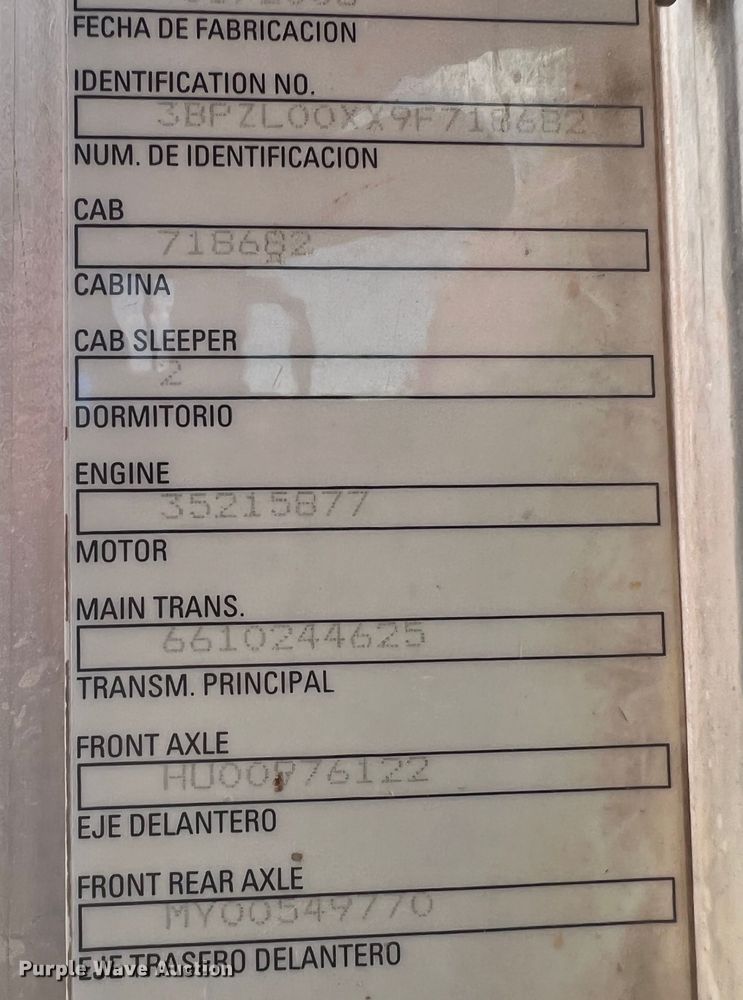 FECHA DE FABRICACION
IDENTIFICATION NO.
3BPZL00XX9F718682
NUM. DE IDENTIFICACION
CAB
718682
CABINA
CAB SLEEPER
2
DORMITORIO
ENGINE
35215877
MOTOR
MAIN TRANS.
6610244625
TRANSM. PRINCIPAL
FRONT AXLE
EJE DELANTERO
FRONT REAR AXLE
MY00549770
EJE TRASERO DELANTERO
Purple Wave Auction